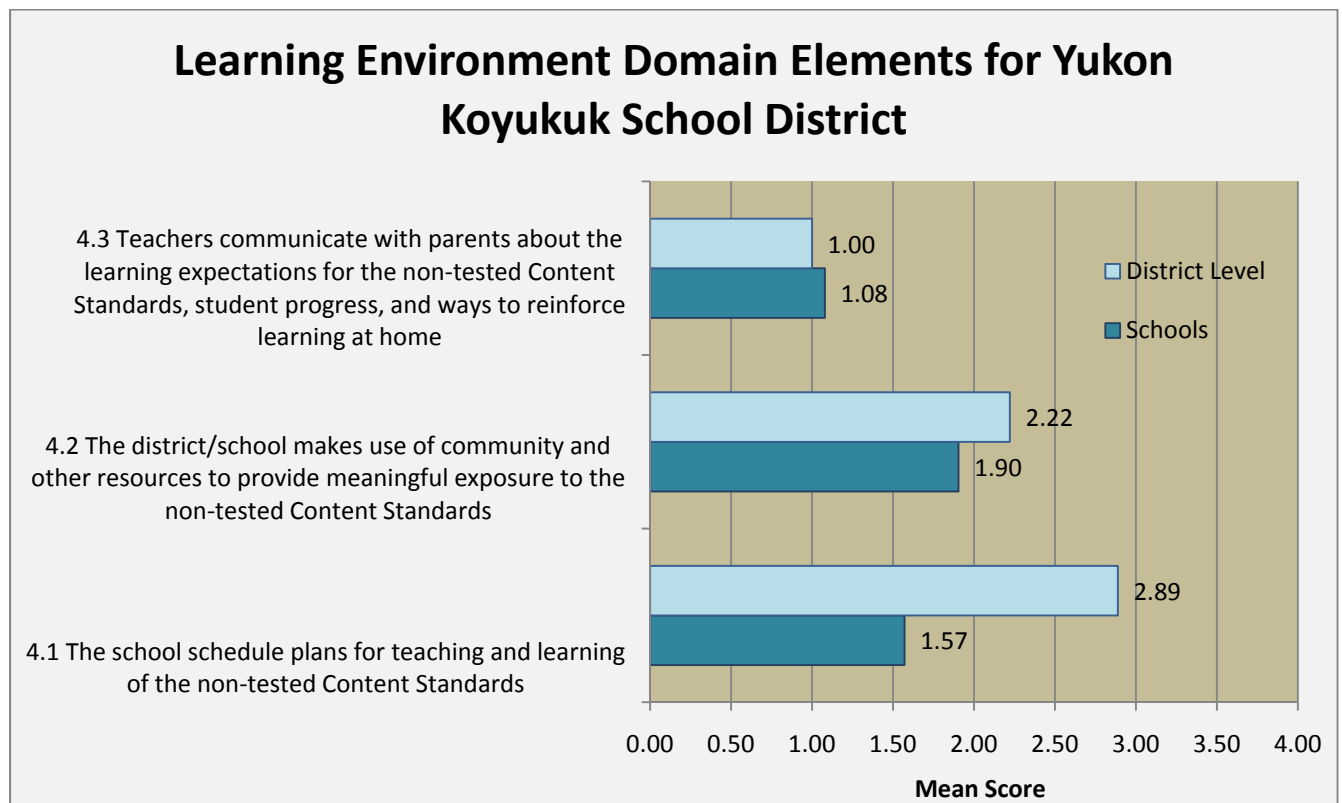 Learning Environment Domain Elements for Yukon
Koyukuk School District
4.3 Teachers communicate with parents about the
learning expectations for the non-tested Content
Standards, student progress, and ways to reinforce
learning at home
1.00
1.08
District Level
Schools
4.2 The district/school makes use of community and
other resources to provide meaningful exposure to the
non-tested Content Standards
2.22
1.90
4.1 The school schedule plans for teaching and learning
of the non-tested Content Standards
2.89
1.57
0.00 0.50 1.00 1.50 2.00 2.50 3.00 3.50 4.00
Mean Score